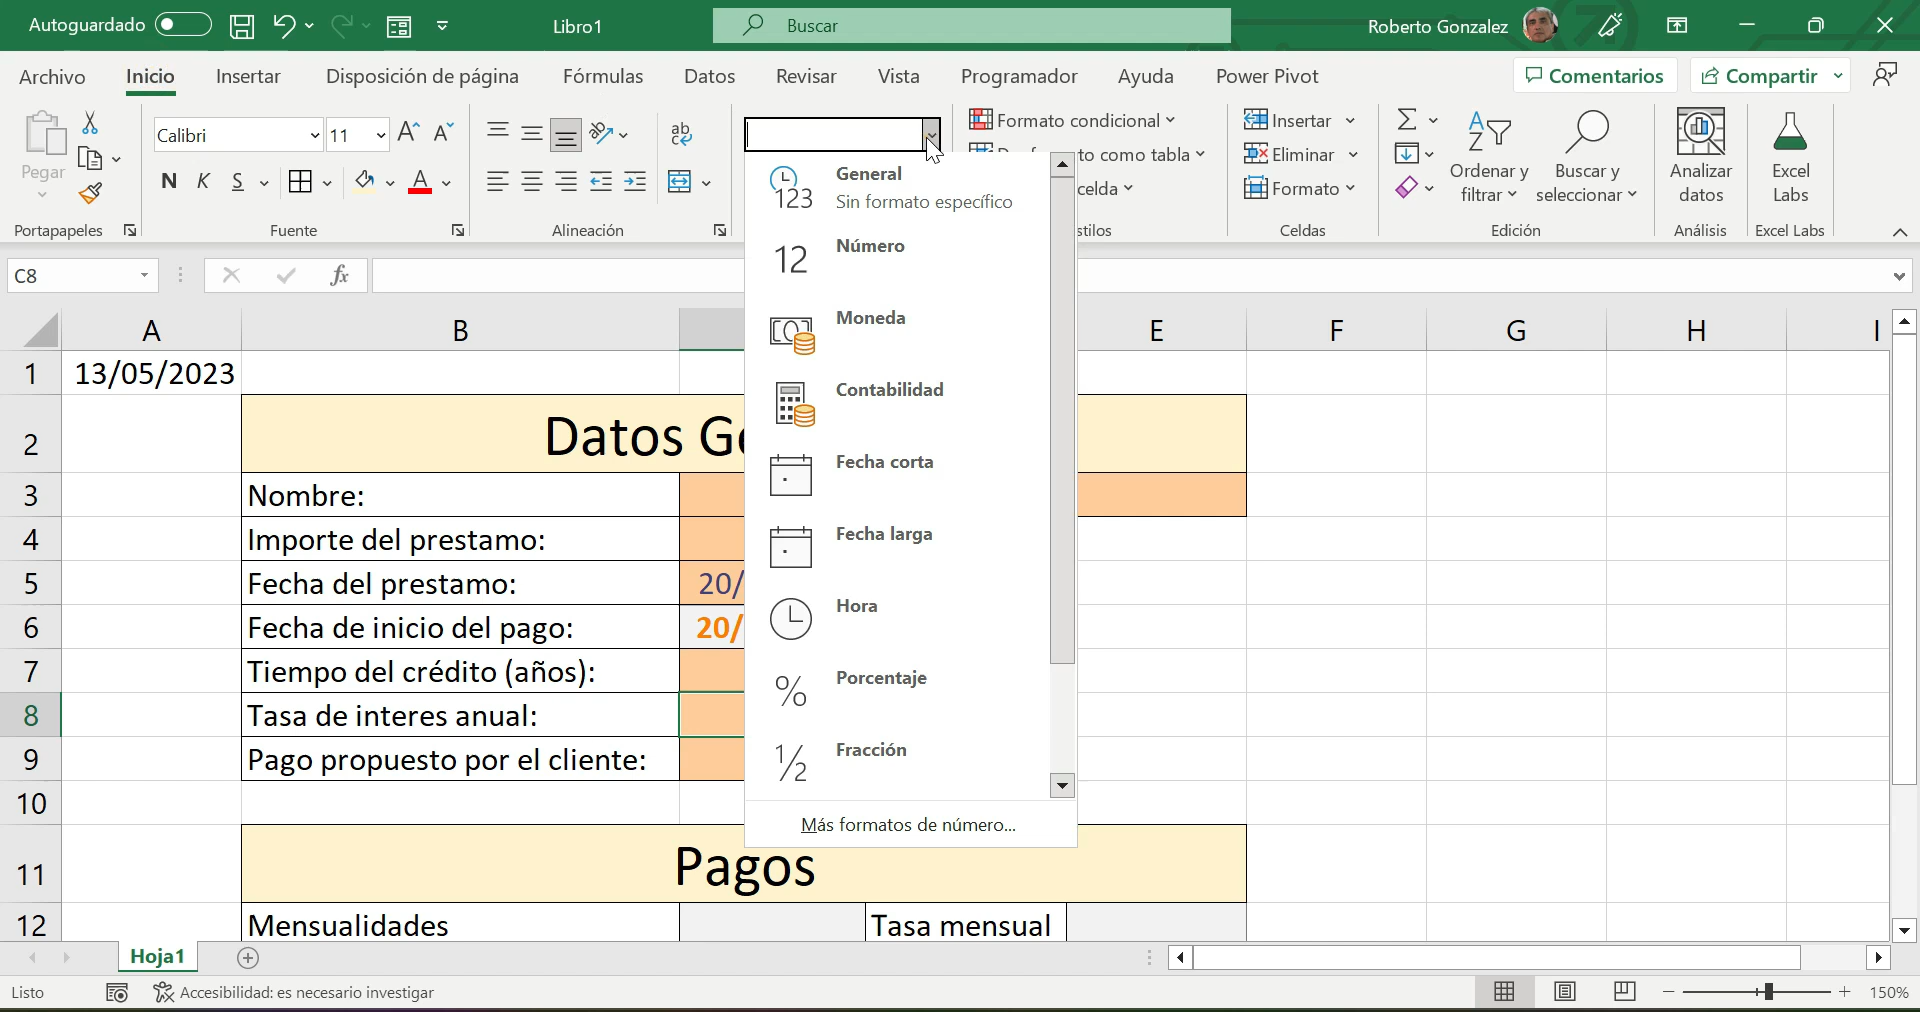 Autoguardado
Libro1
Buscar
Roberto Gonzalez
Archivo Inicio Insertar Disposición de página Fórmulas Datos Revisar Vista Programador Ayuda Power Pivot Comentarios Compartir
Pegar
Calibri 11
N K S
ab
Formato condicional
to como tabla
celda
Insertar
Eliminar
Formato
Ordenar y filtrar
Buscar y seleccionar
Analizar datos
Excel Labs
Portapapeles Fuente Alineación stilos Celdas Edición Análisis Excel Labs
C8 fx
General
Sin formato específico
123
Número
12
Moneda
Contabilidad
Fecha corta
Fecha larga
Hora
Porcentaje
%
Fracción
1/2
Más formatos de número...
A B E F G H I
1 13/05/2023
2 Datos Ge
3 Nombre:
4 Importe del prestamo:
5 Fecha del prestamo: 20/
6 Fecha de inicio del pago: 20/
7 Tiempo del crédito (años):
8 Tasa de interes anual:
9 Pago propuesto por el cliente:
10
11 Pagos
12 Mensualidades Tasa mensual
Hoja1
Listo Accesibilidad: es necesario investigar 150%